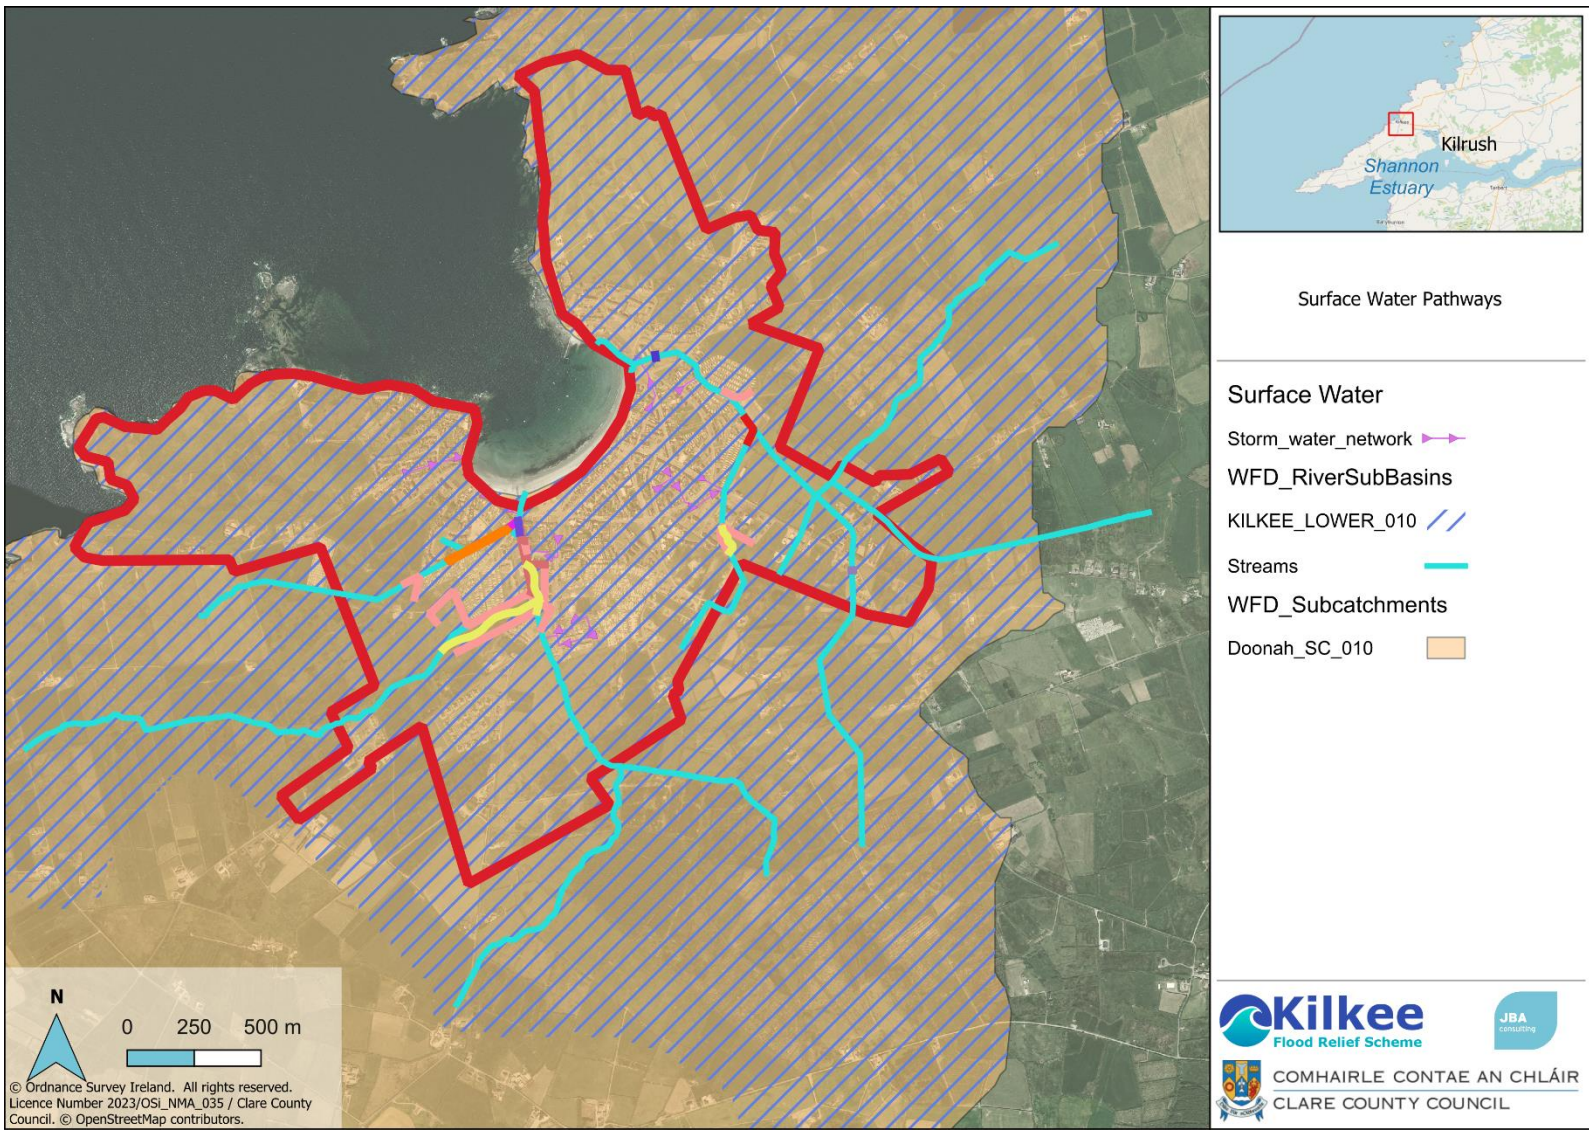 Kilrush
Shannon
Estuary
Tarbert
Surface Water Pathways
Surface Water
Storm_water_network
WFD_RiverSubBasins
KILKEE_LOWER_010
Streams
WFD_Subcatchments
Doonah_SC_010
N
0 250 500 m
© Ordnance Survey Ireland. All rights reserved.
Licence Number 2023/OSi_NMA_035 / Clare County
Council. © OpenStreetMap contributors.
Kilkee
Flood Relief Scheme
JBA
consulting
COMHAIRLE CONTAE AN CHLÁIR
CLARE COUNTY COUNCIL